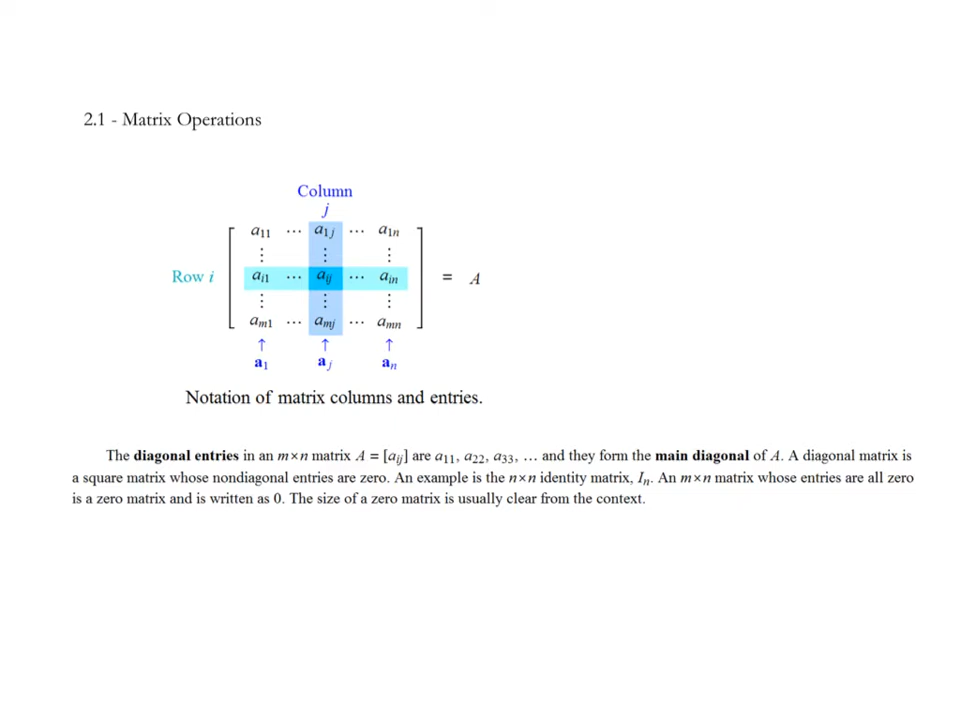 2.1 - Matrix Operations
Column
j
a11 ··· a1j ··· a1n
⋮ ⋮ ⋮
Row i ai1 ··· aij ··· ain = A
⋮ ⋮ ⋮
am1 ··· amj ··· amn
↑ ↑ ↑
a1 aj an
Notation of matrix columns and entries.
The diagonal entries in an m×n matrix A = [aij] are a11, a22, a33, … and they form the main diagonal of A. A diagonal matrix is
a square matrix whose nondiagonal entries are zero. An example is the n×n identity matrix, In. An m×n matrix whose entries are all zero
is a zero matrix and is written as 0. The size of a zero matrix is usually clear from the context.